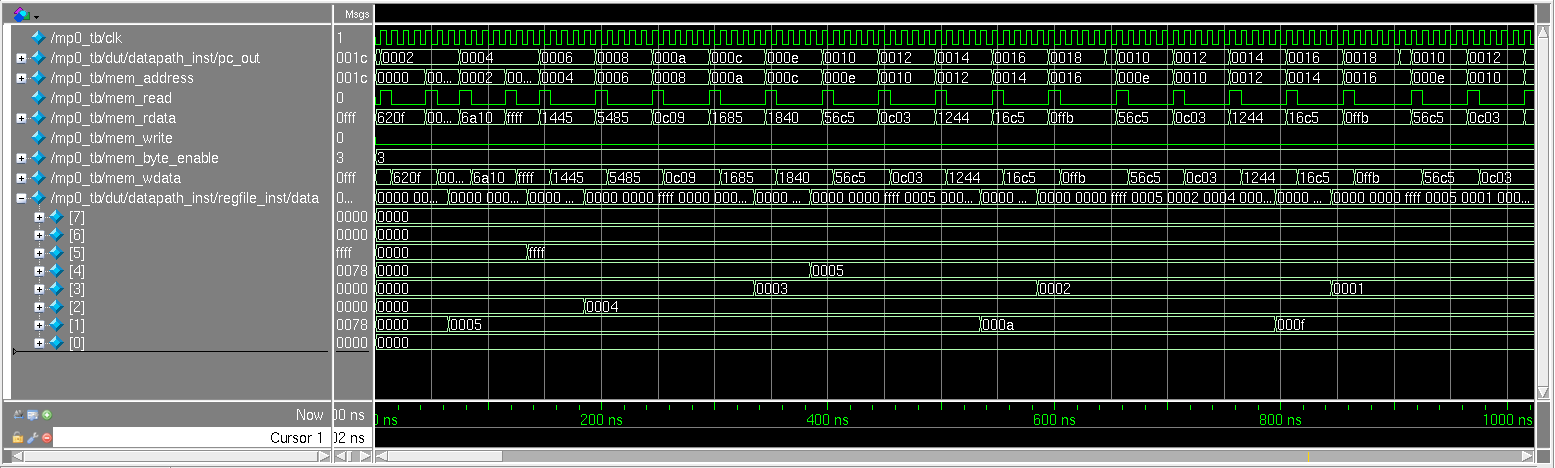 Msgs
/mp0_tb/clk 1
/mp0_tb/dut/datapath_inst/pc_out 001c 0002 0004 0006 0008 000a 000c 000e 0010 0012 0014 0016 0018 0010 0012 0014 0016 0018 0010 0012
/mp0_tb/mem_address 001c 0000 00... 0002 00... 0004 0006 0008 000a 000c 000e 0010 0012 0014 0016 000e 0010 0012 0014 0016 000e 0010
/mp0_tb/mem_read 0
/mp0_tb/mem_rdata 0fff 620f 00... 6a10 ffff 1445 5485 0c09 1685 1840 56c5 0c03 1244 16c5 0ffb 56c5 0c03 1244 16c5 0ffb 56c5 0c03
/mp0_tb/mem_write 0
/mp0_tb/mem_byte_enable 3 3
/mp0_tb/mem_wdata 0fff 620f 00... 6a10 ffff 1445 5485 0c09 1685 1840 56c5 0c03 1244 16c5 0ffb 56c5 0c03 1244 16c5 0ffb 56c5 0c03
/mp0_tb/dut/datapath_inst/regfile_inst/data 0... 0000 00... 0000 000... 0000 ... 0000 0000 ffff 0000 000... 0000 ... 0000 0000 ffff 0005 000... 0000 ... 0000 0000 ffff 0005 0002 0004 000... 0000 ... 0000 0000 ffff 0005 0001 000...
[7] 0000 0000
[6] 0000 0000
[5] ffff 0000 ffff
[4] 0078 0000 0005
[3] 0000 0000 0003 0002 0001
[2] 0000 0000 0004
[1] 0078 0000 0005 000a 000f
[0] 0000 0000
Now 00 ns ns 200 ns 400 ns 600 ns 800 ns 1000 ns
Cursor 1 02 ns